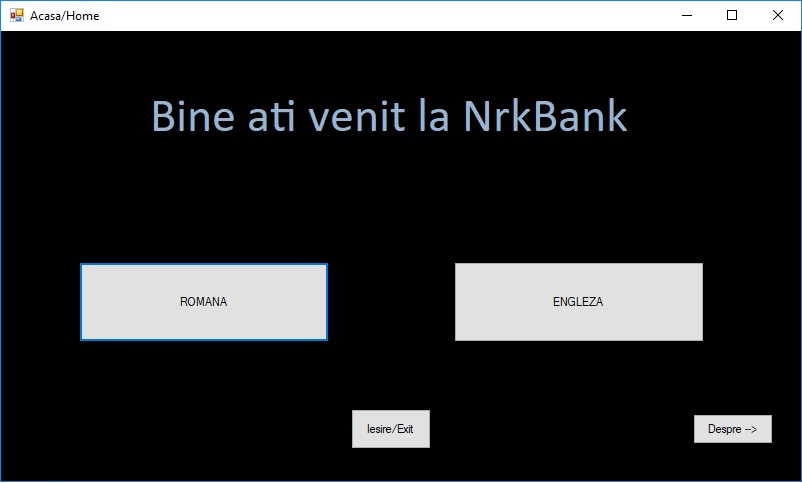 Acasa/Home
Bine ati venit la NrkBank
ROMANA
ENGLEZA
Iesire/Exit
Despre -->